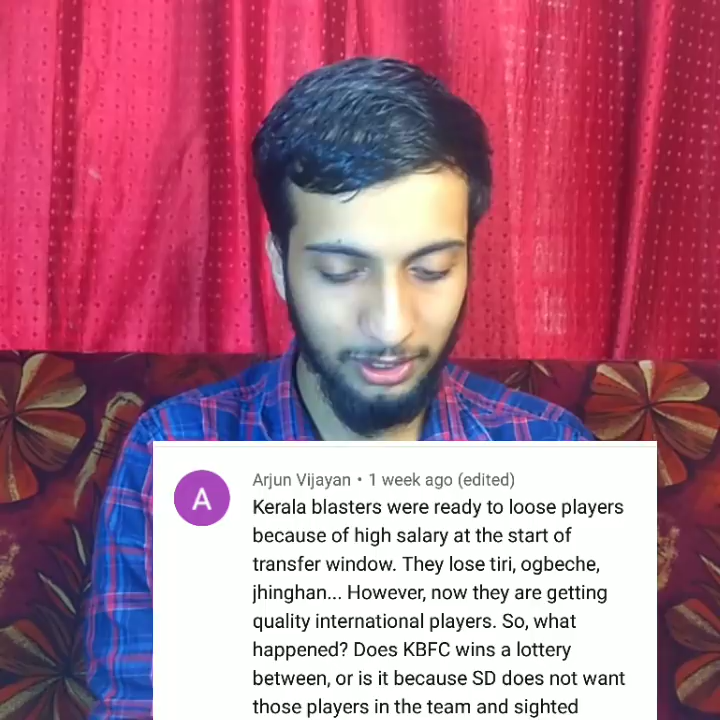 A
Arjun Vijayan • 1 week ago (edited)
Kerala blasters were ready to loose players
because of high salary at the start of
transfer window. They lose tiri, ogbeche,
jhinghan... However, now they are getting
quality international players. So, what
happened? Does KBFC wins a lottery
between, or is it because SD does not want
those players in the team and sighted